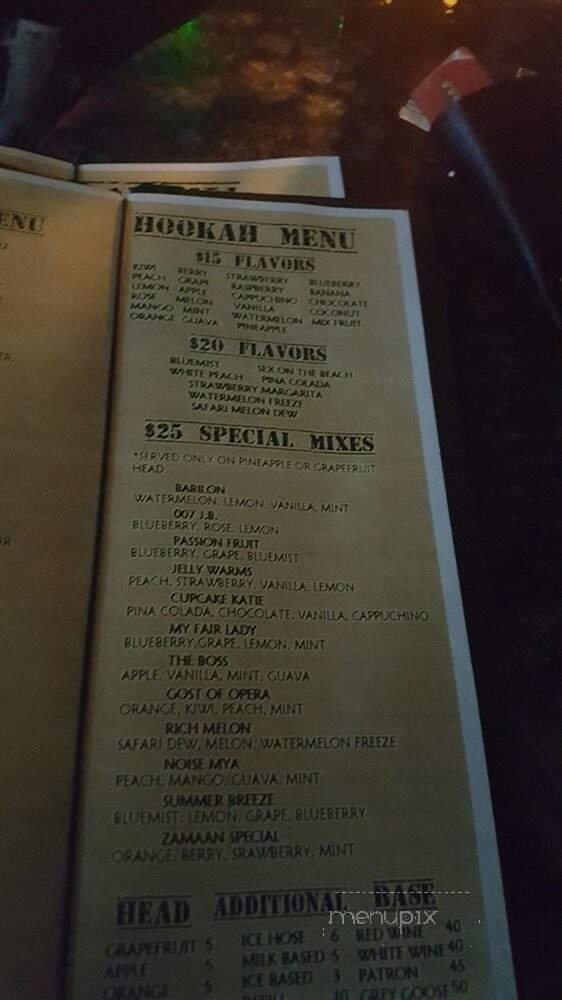 ENU
HOOKAH MENU
$15 FLAVORS
KIWI BERRY STRAWBERRY BLUEBERRY
PEACH GRAPE RASPBERRY BANANA
LEMON APPLE CAPPUCHINO CHOCOLATE
ROSE MELON VANILLA COCONUT
MANGO MINT WATERMELON MIX FRUIT
ORANGE GUAVA PINEAPPLE
$20 FLAVORS
BLUEMIST SEX ON THE BEACH
WHITE PEACH PINA COLADA
STRAWBERRY MARGARITA
WATERMELON FREEZE
SAFARI MELON DEW
$25 SPECIAL MIXES
*SERVED ONLY ON PINEAPPLE OR GRAPEFRUIT
HEAD
BABILON
WATERMELON, LEMON, VANILLA, MINT
007 J.B.
BLUEBERRY, ROSE, LEMON
PASSION FRUIT
BLUEBERRY, GRAPE, BLUEMIST
JELLY WARMS
PEACH, STRAWBERRY, VANILLA, LEMON
CUPCAKE KATIE
PINA COLADA, CHOCOLATE, VANILLA, CAPPUCHINO
MY FAIR LADY
BLUEBERRY,GRAPE, LEMON, MINT
THE BOSS
APPLE, VANILLA, MINT, GUAVA
GOST OF OPERA
ORANGE, KIWI, PEACH, MINT
RICH MELON
SAFARI DEW, MELON, WATERMELON FREEZE
NOISE MYA
PEACH, MANGO, GUAVA, MINT
SUMMER BREEZE
BLUEMIST, LEMON, GRAPE, BLUEBERRY
ZAMAAN SPECIAL
ORANGE, BERRY, SRAWBERRY, MINT
HEAD ADDITIONAL BASE
menupix
GRAPEFRUIT 5 ICE HOSE 6 RED WINE 40
APPLE 5 MILK BASED 5 WHITE WINE 40
ORANGE 5 ICE BASED 3 PATRON 45
10 GREY GOOSE 50